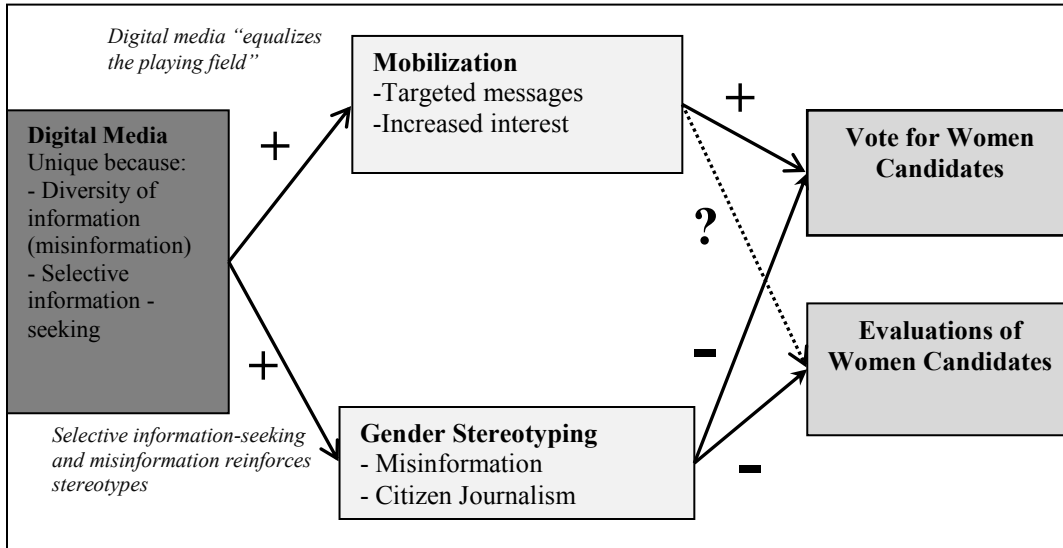 Digital media “equalizes
the playing field”
Digital Media
Unique because:
- Diversity of
information
(misinformation)
- Selective
information -
seeking
+
+
Selective information-seeking
and misinformation reinforces
stereotypes
Mobilization
-Targeted messages
-Increased interest
Gender Stereotyping
- Misinformation
- Citizen Journalism
+
?
-
-
Vote for Women
Candidates
Evaluations of
Women Candidates